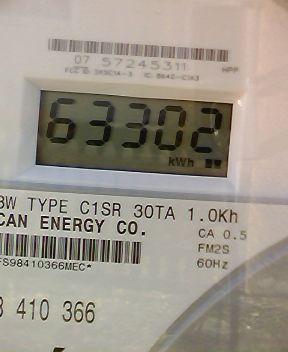 07 57245311
HPP
63302
kWh
3W TYPE C1SR 30TA 1.0Kh
CAN ENERGY CO.
CA 0.5
FM2S
60Hz
FS98410366MEC*
410 366